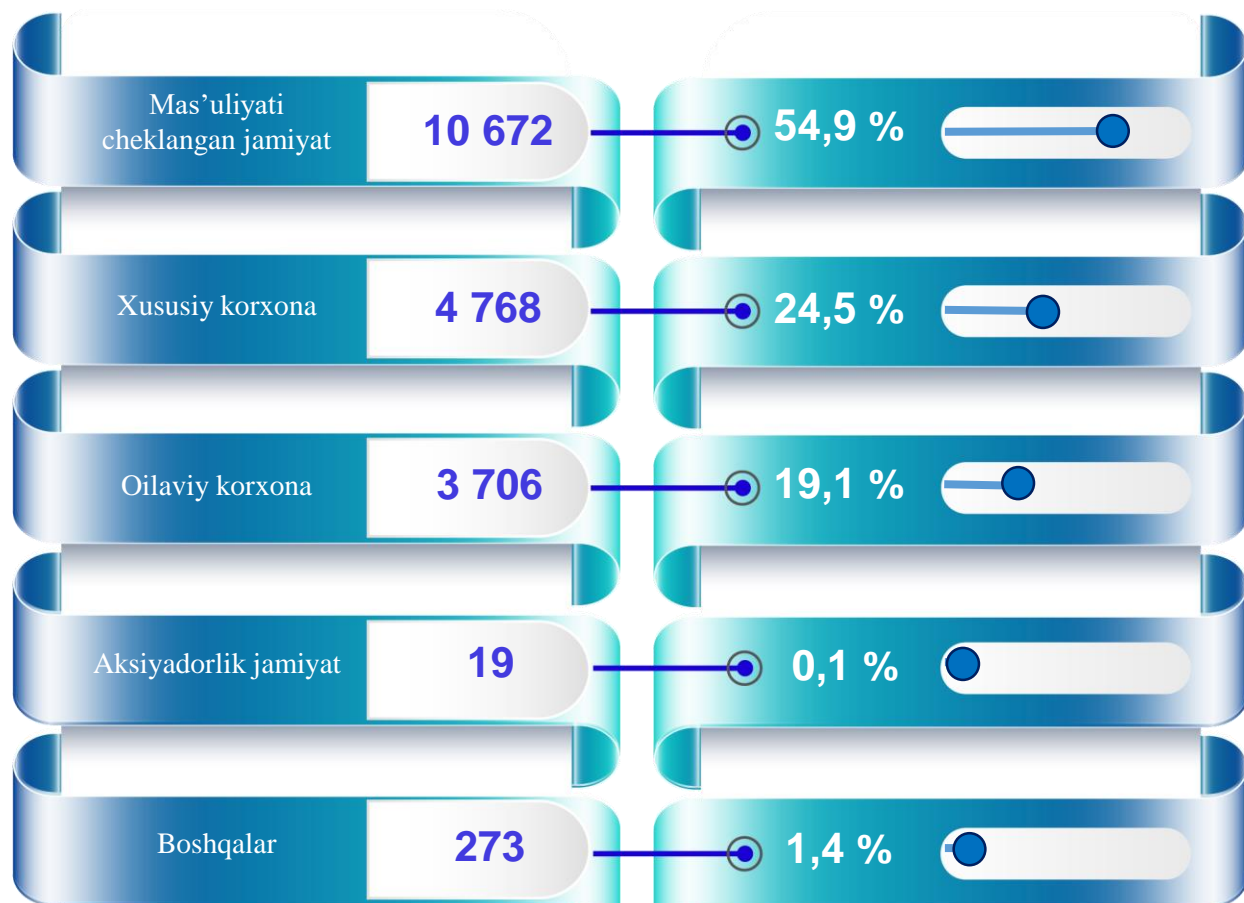 Mas’uliyati
cheklangan jamiyat
10 672
54,9 %
Xususiy korxona
4 768
24,5 %
Oilaviy korxona
3 706
19,1 %
Aksiyadorlik jamiyat
19
0,1 %
Boshqalar
273
1,4 %